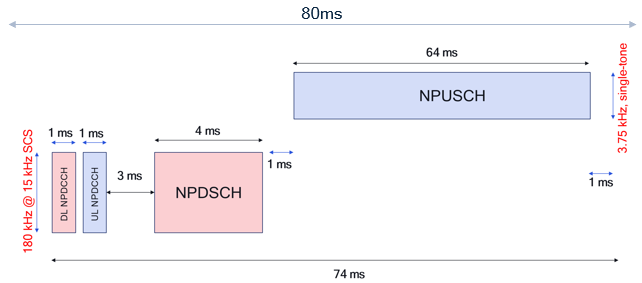 80ms
64 ms
NPUSCH
3.75 kHz, single-tone
1 ms
1 ms
4 ms
1 ms
1 ms
3 ms
180 kHz @ 15 kHz SCS
DL NPDCCH
UL NPDCCH
NPDSCH
74 ms